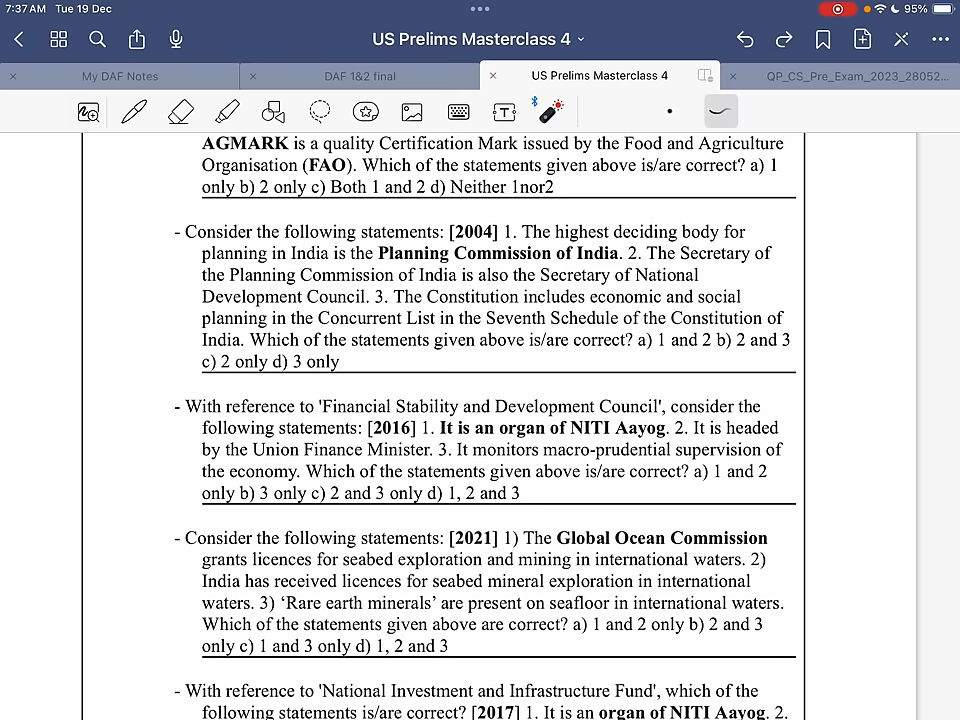 7:37 AM Tue 19 Dec
95%
US Prelims Masterclass 4
My DAF Notes
DAF 1&2 final
US Prelims Masterclass 4
QP_CS_Pre_Exam_2023_28052...
AGMARK is a quality Certification Mark issued by the Food and Agriculture
Organisation (FAO). Which of the statements given above is/are correct? a) 1
only b) 2 only c) Both 1 and 2 d) Neither 1nor2
- Consider the following statements: [2004] 1. The highest deciding body for
planning in India is the Planning Commission of India. 2. The Secretary of
the Planning Commission of India is also the Secretary of National
Development Council. 3. The Constitution includes economic and social
planning in the Concurrent List in the Seventh Schedule of the Constitution of
India. Which of the statements given above is/are correct? a) 1 and 2 b) 2 and 3
c) 2 only d) 3 only
- With reference to 'Financial Stability and Development Council', consider the
following statements: [2016] 1. It is an organ of NITI Aayog. 2. It is headed
by the Union Finance Minister. 3. It monitors macro-prudential supervision of
the economy. Which of the statements given above is/are correct? a) 1 and 2
only b) 3 only c) 2 and 3 only d) 1, 2 and 3
- Consider the following statements: [2021] 1) The Global Ocean Commission
grants licences for seabed exploration and mining in international waters. 2)
India has received licences for seabed mineral exploration in international
waters. 3) ‘Rare earth minerals’ are present on seafloor in international waters.
Which of the statements given above are correct? a) 1 and 2 only b) 2 and 3
only c) 1 and 3 only d) 1, 2 and 3
- With reference to 'National Investment and Infrastructure Fund', which of the
following statements is/are correct? [2017] 1. It is an organ of NITI Aayog. 2.